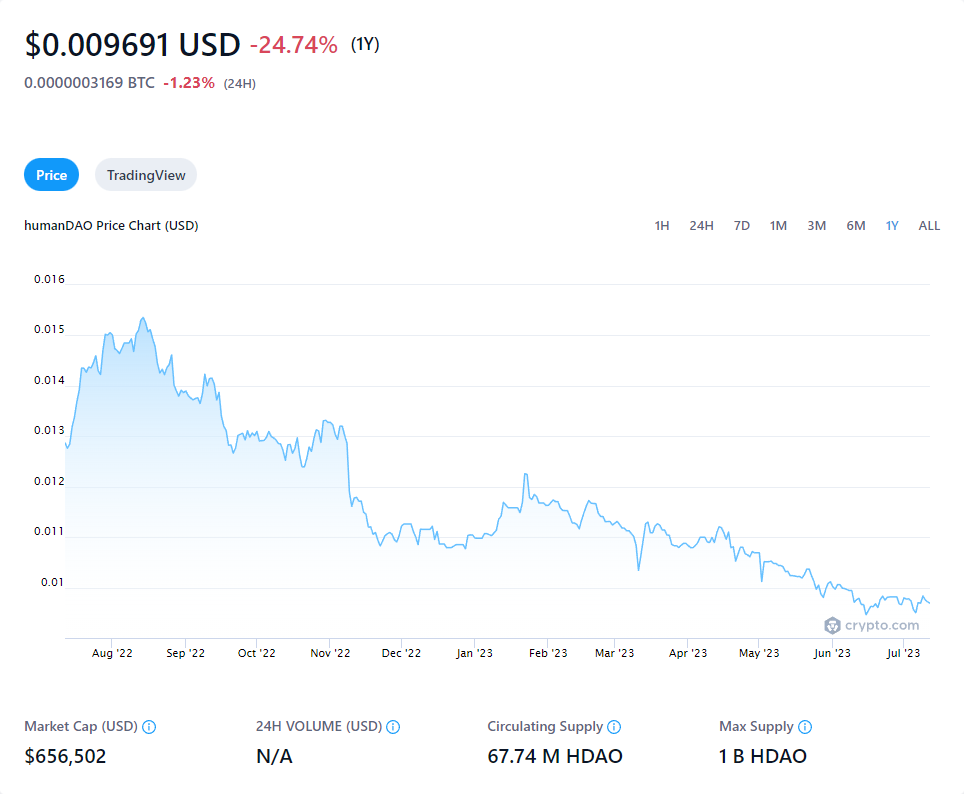 $0.009691 USD -24.74% (1Y)
0.0000003169 BTC -1.23% (24H)
Price TradingView
humanDAO Price Chart (USD) 1H 24H 7D 1M 3M 6M 1Y ALL
0.016
0.015
0.014
0.013
0.012
0.011
0.01
crypto.com
Aug '22 Sep '22 Oct '22 Nov '22 Dec '22 Jan '23 Feb '23 Mar '23 Apr '23 May '23 Jun '23 Jul '23
Market Cap (USD) 24H VOLUME (USD) Circulating Supply Max Supply
$656,502 N/A 67.74 M HDAO 1 B HDAO